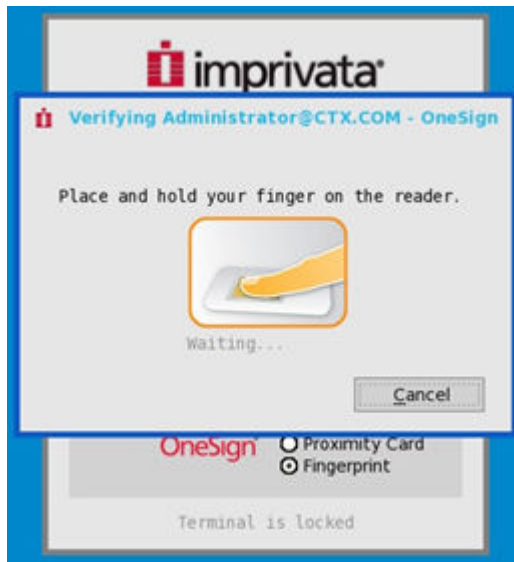 imprivata
Verifying Administrator@CTX.COM - OneSign
Place and hold your finger on the reader.
Waiting...
Cancel
OneSign
Proximity Card
Fingerprint
Terminal is locked